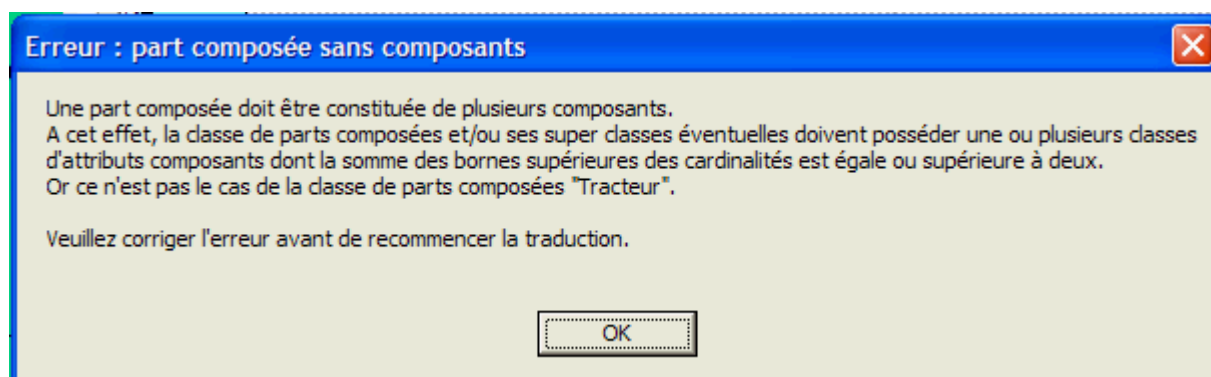 Erreur : part composée sans composants
Une part composée doit être constituée de plusieurs composants.
A cet effet, la classe de parts composées et/ou ses super classes éventuelles doivent posséder une ou plusieurs classes
d'attributs composants dont la somme des bornes supérieures des cardinalités est égale ou supérieure à deux.
Or ce n'est pas le cas de la classe de parts composées "Tracteur".
Veuillez corriger l'erreur avant de recommencer la traduction.
OK